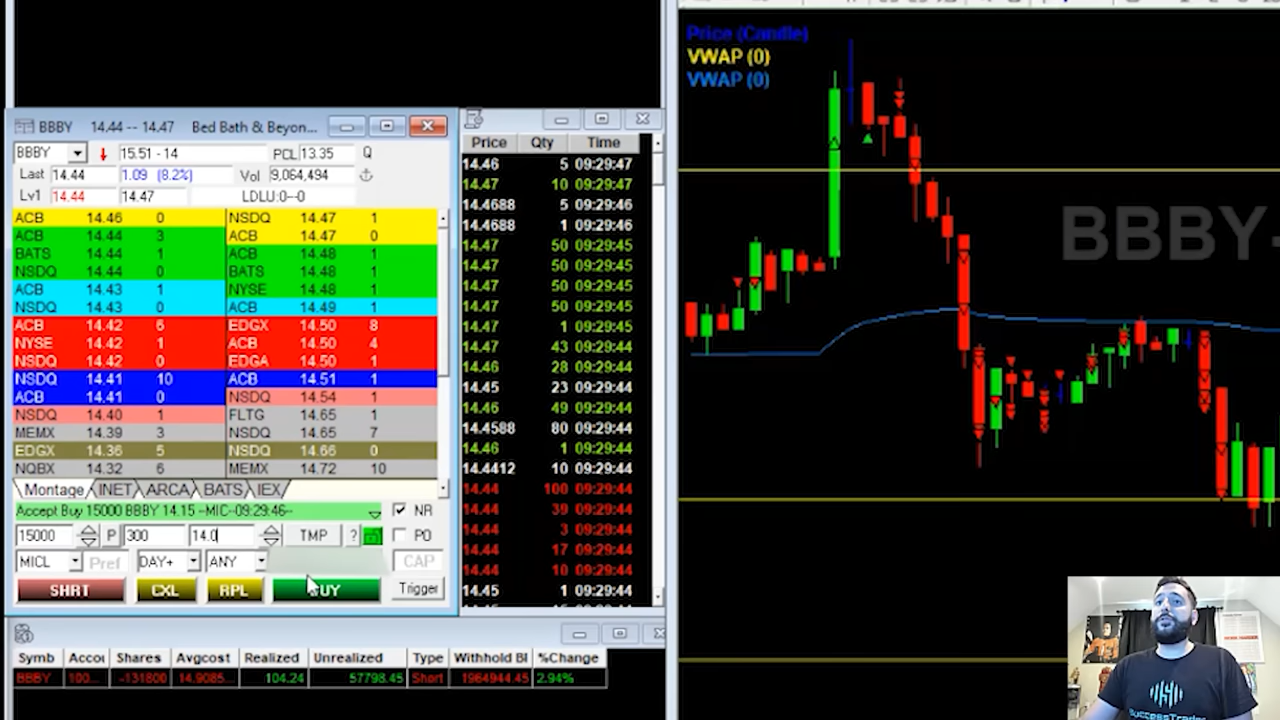 Price (Candle)
VWAP (0)
VWAP (0)
BBBY-
BBBY 14.44 -- 14.47 Bed Bath & Beyon...
BBBY 15.51 - 14 PCL 13.35 Q
Last 14.44 1.09 (8.2%) Vol 9,064,494
Lv1 14.44 14.47 LDLU:0--0
ACB 14.46 0 NSDQ 14.47 1
ACB 14.44 3 ACB 14.47 0
BATS 14.44 1 ACB 14.48 1
NSDQ 14.44 0 BATS 14.48 1
ACB 14.43 1 NYSE 14.48 1
NSDQ 14.43 0 ACB 14.49 1
ACB 14.42 6 EDGX 14.50 8
NYSE 14.42 1 ACB 14.50 4
NSDQ 14.42 0 EDGA 14.50 1
NSDQ 14.41 10 ACB 14.51 1
ACB 14.41 0 NSDQ 14.54 1
NSDQ 14.40 1 FLTG 14.65 1
MEMX 14.39 3 NSDQ 14.65 7
EDGX 14.36 5 NSDQ 14.66 0
NQBX 14.32 6 MEMX 14.72 10
Montage INET ARCA BATS IEX
Accept Buy 15000 BBBY 14.15 --MIC--09:29:46-- NR
15000 P 300 14.0 TMP ? PO
MICL Pref DAY+ ANY CAP
SHRT CXL RPL BUY Trigger
Price Qty Time
14.46 5 09:29:47
14.47 10 09:29:47
14.4688 5 09:29:46
14.4688 1 09:29:46
14.47 50 09:29:45
14.47 50 09:29:45
14.47 50 09:29:45
14.47 50 09:29:45
14.47 1 09:29:45
14.47 43 09:29:44
14.46 28 09:29:44
14.45 23 09:29:44
14.46 49 09:29:44
14.4588 80 09:29:44
14.46 1 09:29:44
14.4412 10 09:29:44
14.44 100 09:29:44
14.44 39 09:29:44
14.44 3 09:29:44
14.44 17 09:29:44
14.44 10 09:29:44
14.45 1 09:29:44
Symb Accou Shares Avgcost Realized Unrealized Type Withhold Bl %Change
BBBY 100... -131800 14.9085... 104.24 57798.45 Short 1964944.45 2.94%